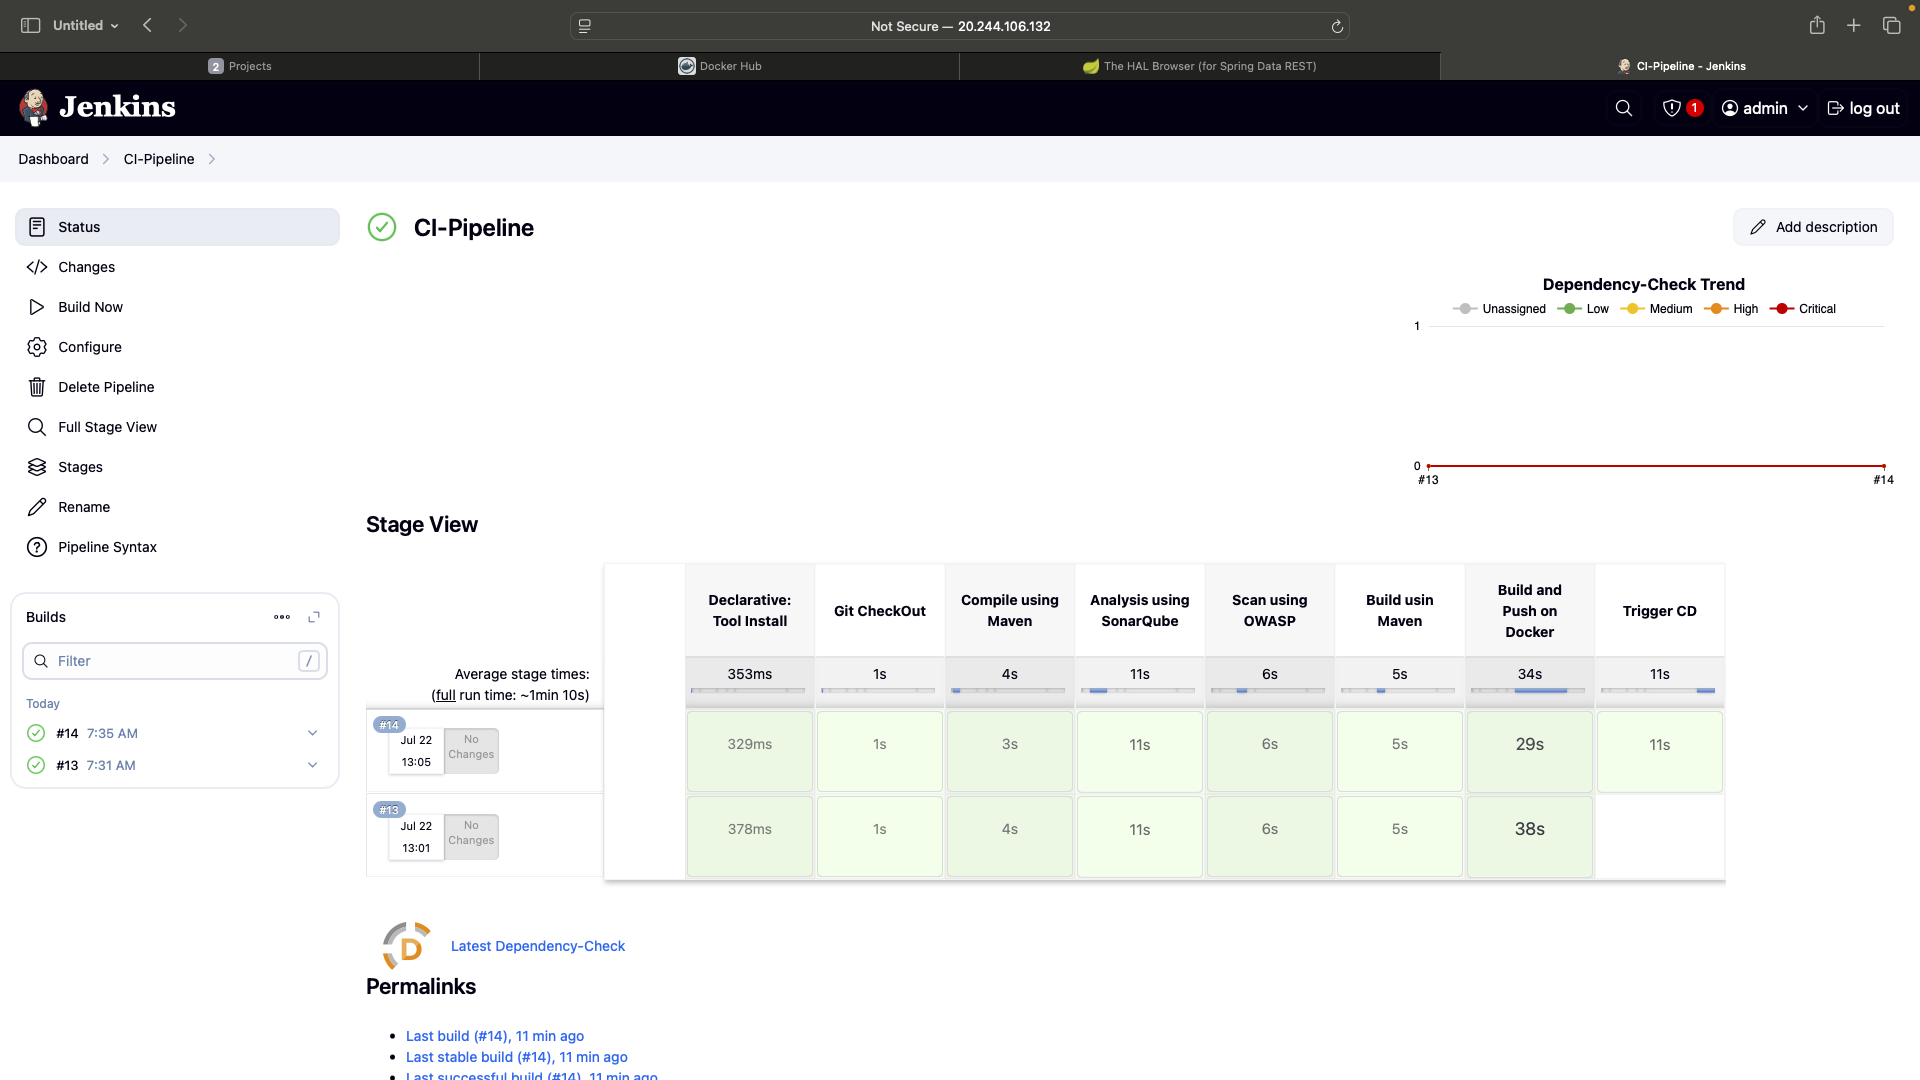 Untitled
Not Secure — 20.244.106.132
2 Projects
Docker Hub
The HAL Browser (for Spring Data REST)
CI-Pipeline - Jenkins
Jenkins
1
admin
log out
Dashboard
CI-Pipeline
Status
Changes
Build Now
Configure
Delete Pipeline
Full Stage View
Stages
Rename
Pipeline Syntax
Builds
Filter
/
Today
#14 7:35 AM
#13 7:31 AM
CI-Pipeline
Add description
Dependency-Check Trend
Unassigned Low Medium High Critical
1
0
#13 #14
Stage View
Declarative: Tool Install
Git CheckOut
Compile using Maven
Analysis using SonarQube
Scan using OWASP
Build usin Maven
Build and Push on Docker
Trigger CD
Average stage times:
(full run time: ~1min 10s)
353ms 1s 4s 11s 6s 5s 34s 11s
#14
Jul 22
13:05
No Changes
329ms 1s 3s 11s 6s 5s 29s 11s
#13
Jul 22
13:01
No Changes
378ms 1s 4s 11s 6s 5s 38s
D
Latest Dependency-Check
Permalinks
Last build (#14), 11 min ago
Last stable build (#14), 11 min ago
Last successful build (#14), 11 min ago